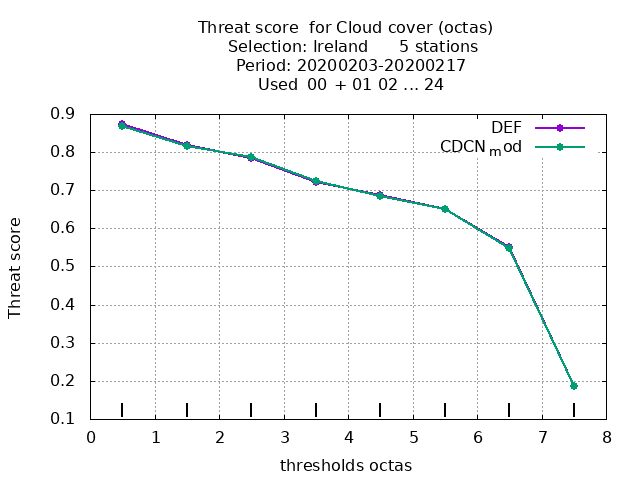 Threat score  for Cloud cover (octas)
Selection: Ireland      5 stations
Period: 20200203-20200217
Used  00  + 01 02 ... 24
DEF
CDCN_mod
0.9
0.8
0.7
0.6
0.5
0.4
0.3
0.2
0.1
Threat score
0 1 2 3 4 5 6 7 8
thresholds octas